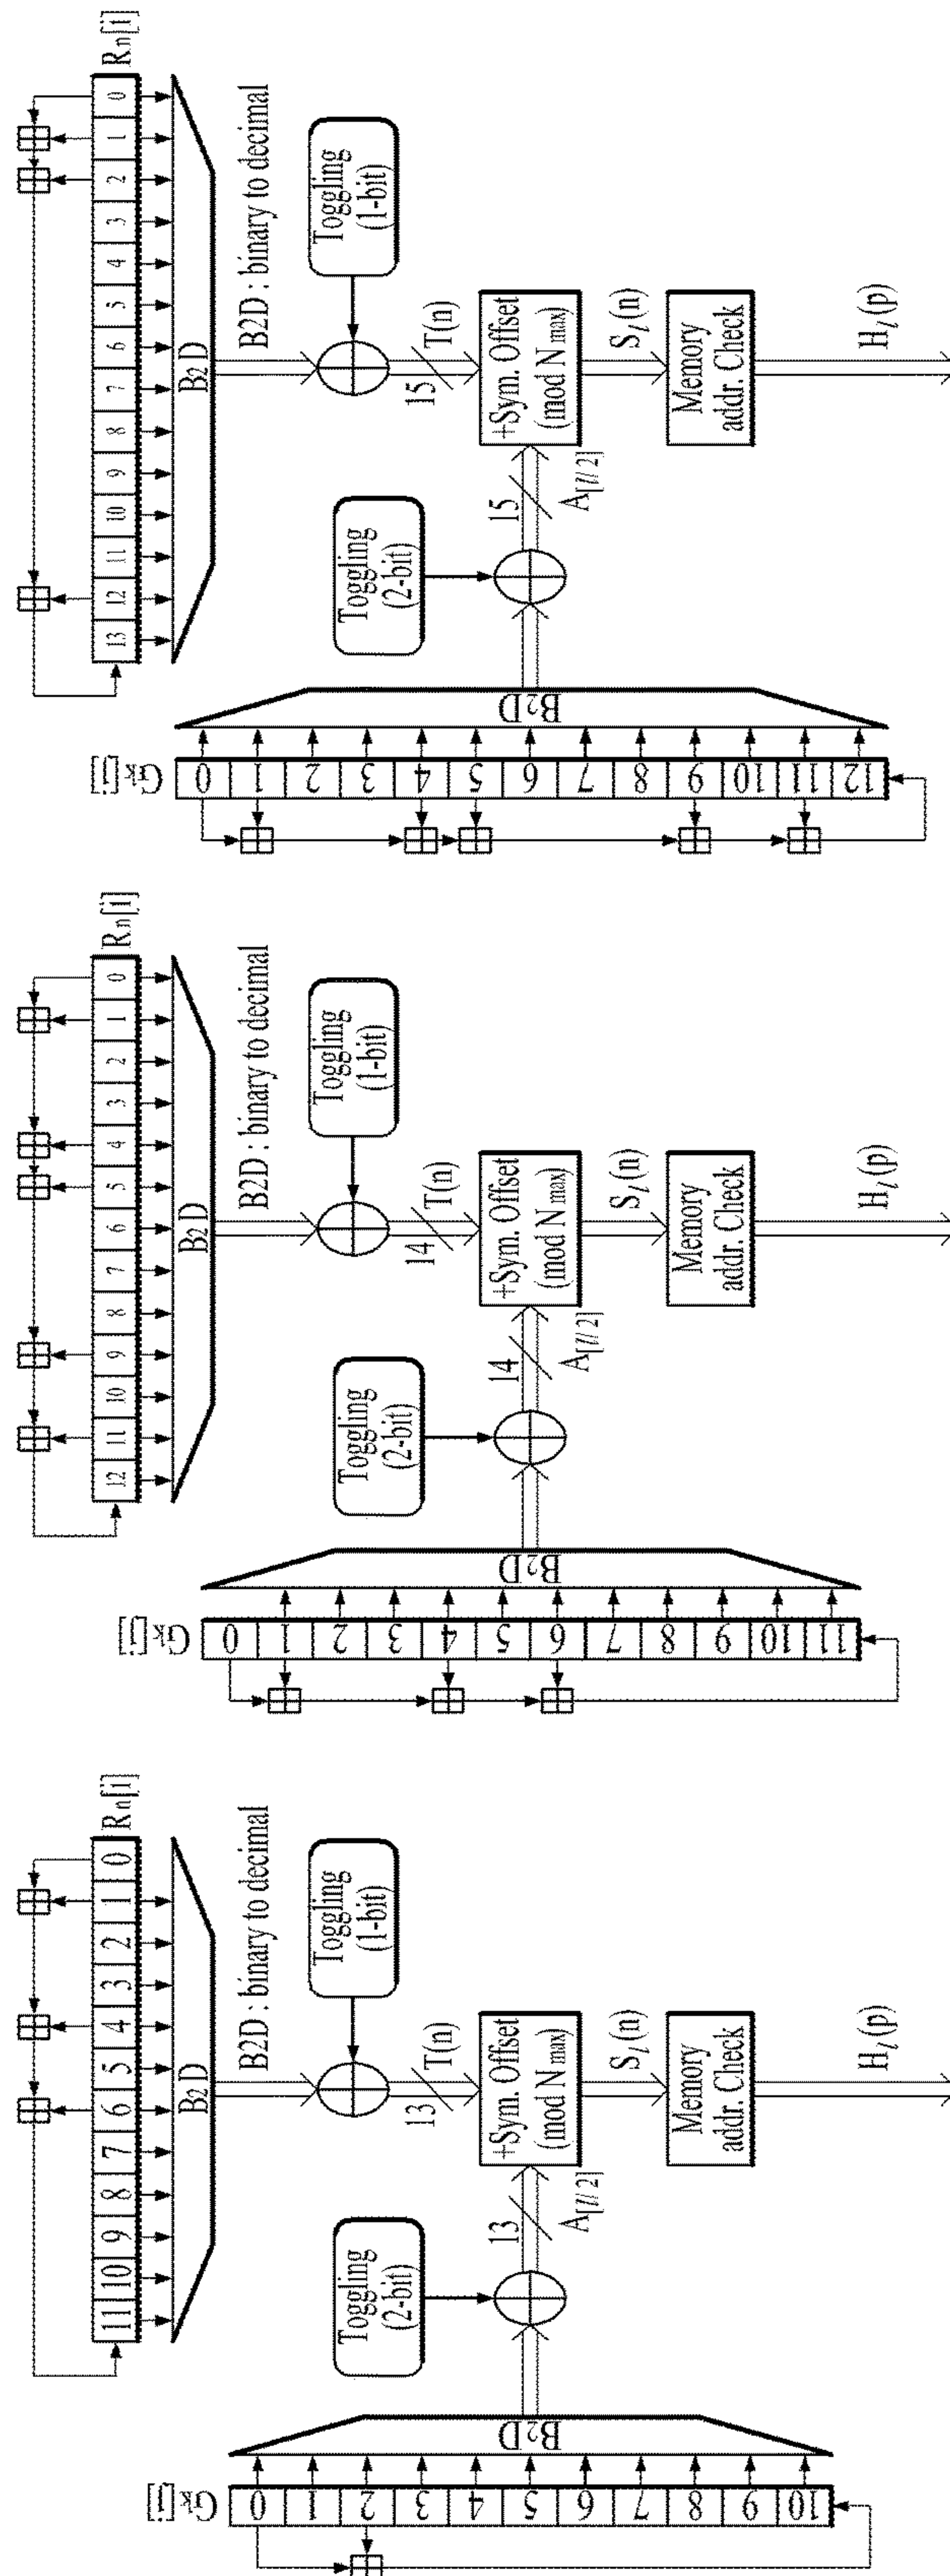 Rn[i]
13 12 11 10 9 8 7 6 3 4 3 2 1 0
B2D
B2D : binary to decimal
Toggling
(1-bit)
15 T(n)
Toggling
(2-bit)
15
A[l/2]
+Sym. Offset
(mod Nmax)
Sl(n)
Memory
addr. Check
Hl(p)
B2D
Gk[j]
0 1 2 3 4 5 6 7 8 9 10 11 12
Rn[i]
12 11 10 9 8 7 6 5 4 3 2 1 0
B2D
B2D : binary to decimal
Toggling
(1-bit)
14 T(n)
Toggling
(2-bit)
14
A[l/2]
+Sym. Offset
(mod Nmax)
Sl(n)
Memory
addr. Check
Hl(p)
B2D
Gk[j]
0 1 2 3 4 5 6 7 8 9 10 11
Rn[i]
11 10 9 8 7 6 5 4 3 2 1 0
B2D
B2D : binary to decimal
Toggling
(1-bit)
13 T(n)
Toggling
(2-bit)
13
A[l/2]
+Sym. Offset
(mod Nmax)
Sl(n)
Memory
addr. Check
Hl(p)
B2D
Gk[j]
0 1 2 3 4 5 6 7 8 9 10